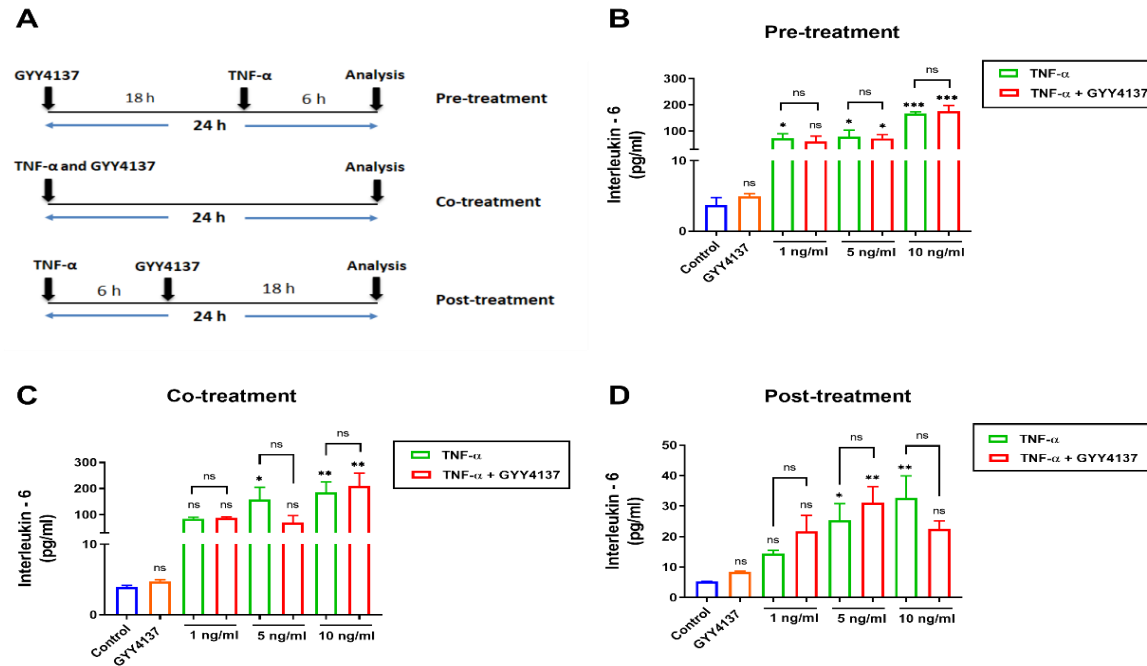 A
GYY4137 TNF-α Analysis
18 h 6 h
24 h
Pre-treatment
TNF-α and GYY4137 Analysis
24 h
Co-treatment
TNF-α GYY4137 Analysis
6 h 18 h
24 h
Post-treatment
B
Pre-treatment
TNF-α
TNF-α + GYY4137
Interleukin - 6
(pg/ml)
300
200
100
10
0
ns
* ns
ns
* *
ns
*** ***
ns
Control
GYY4137
1 ng/ml 5 ng/ml 10 ng/ml
C
Co-treatment
TNF-α
TNF-α + GYY4137
Interleukin - 6
(pg/ml)
300
200
100
10
0
ns
ns ns
ns
*
ns
** **
ns
Control
GYY4137
1 ng/ml 5 ng/ml 10 ng/ml
D
Post-treatment
TNF-α
TNF-α + GYY4137
Interleukin - 6
(pg/ml)
50
40
30
20
10
0
ns
ns ns
ns
* **
ns
** ns
ns
Control
GYY4137
1 ng/ml 5 ng/ml 10 ng/ml